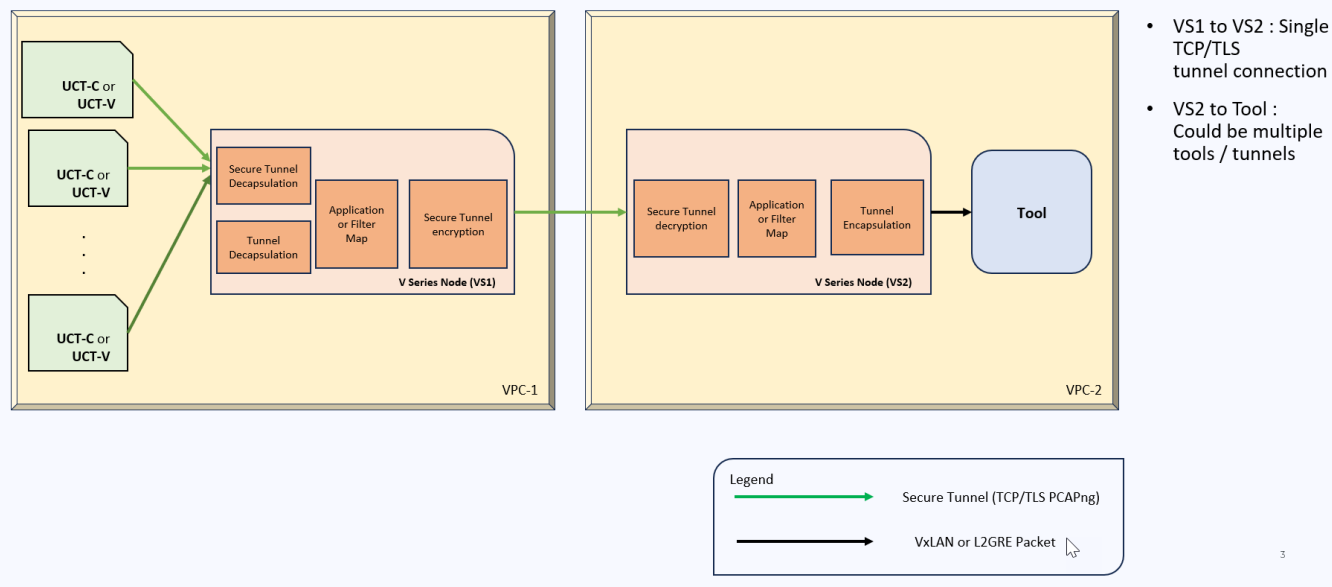 UCT-C or
UCT-V
UCT-C or
UCT-V
.
.
.
UCT-C or
UCT-V
Secure Tunnel
Decapsulation
Tunnel
Decapsulation
Application
or Filter
Map
Secure Tunnel
encryption
V Series Node (VS1)
VPC-1
Secure Tunnel
decryption
Application
or Filter
Map
Tunnel
Encapsulation
V Series Node (VS2)
Tool
VPC-2
• VS1 to VS2 : Single
TCP/TLS
tunnel connection
• VS2 to Tool :
Could be multiple
tools / tunnels
Legend
Secure Tunnel (TCP/TLS PCAPng)
VxLAN or L2GRE Packet
3